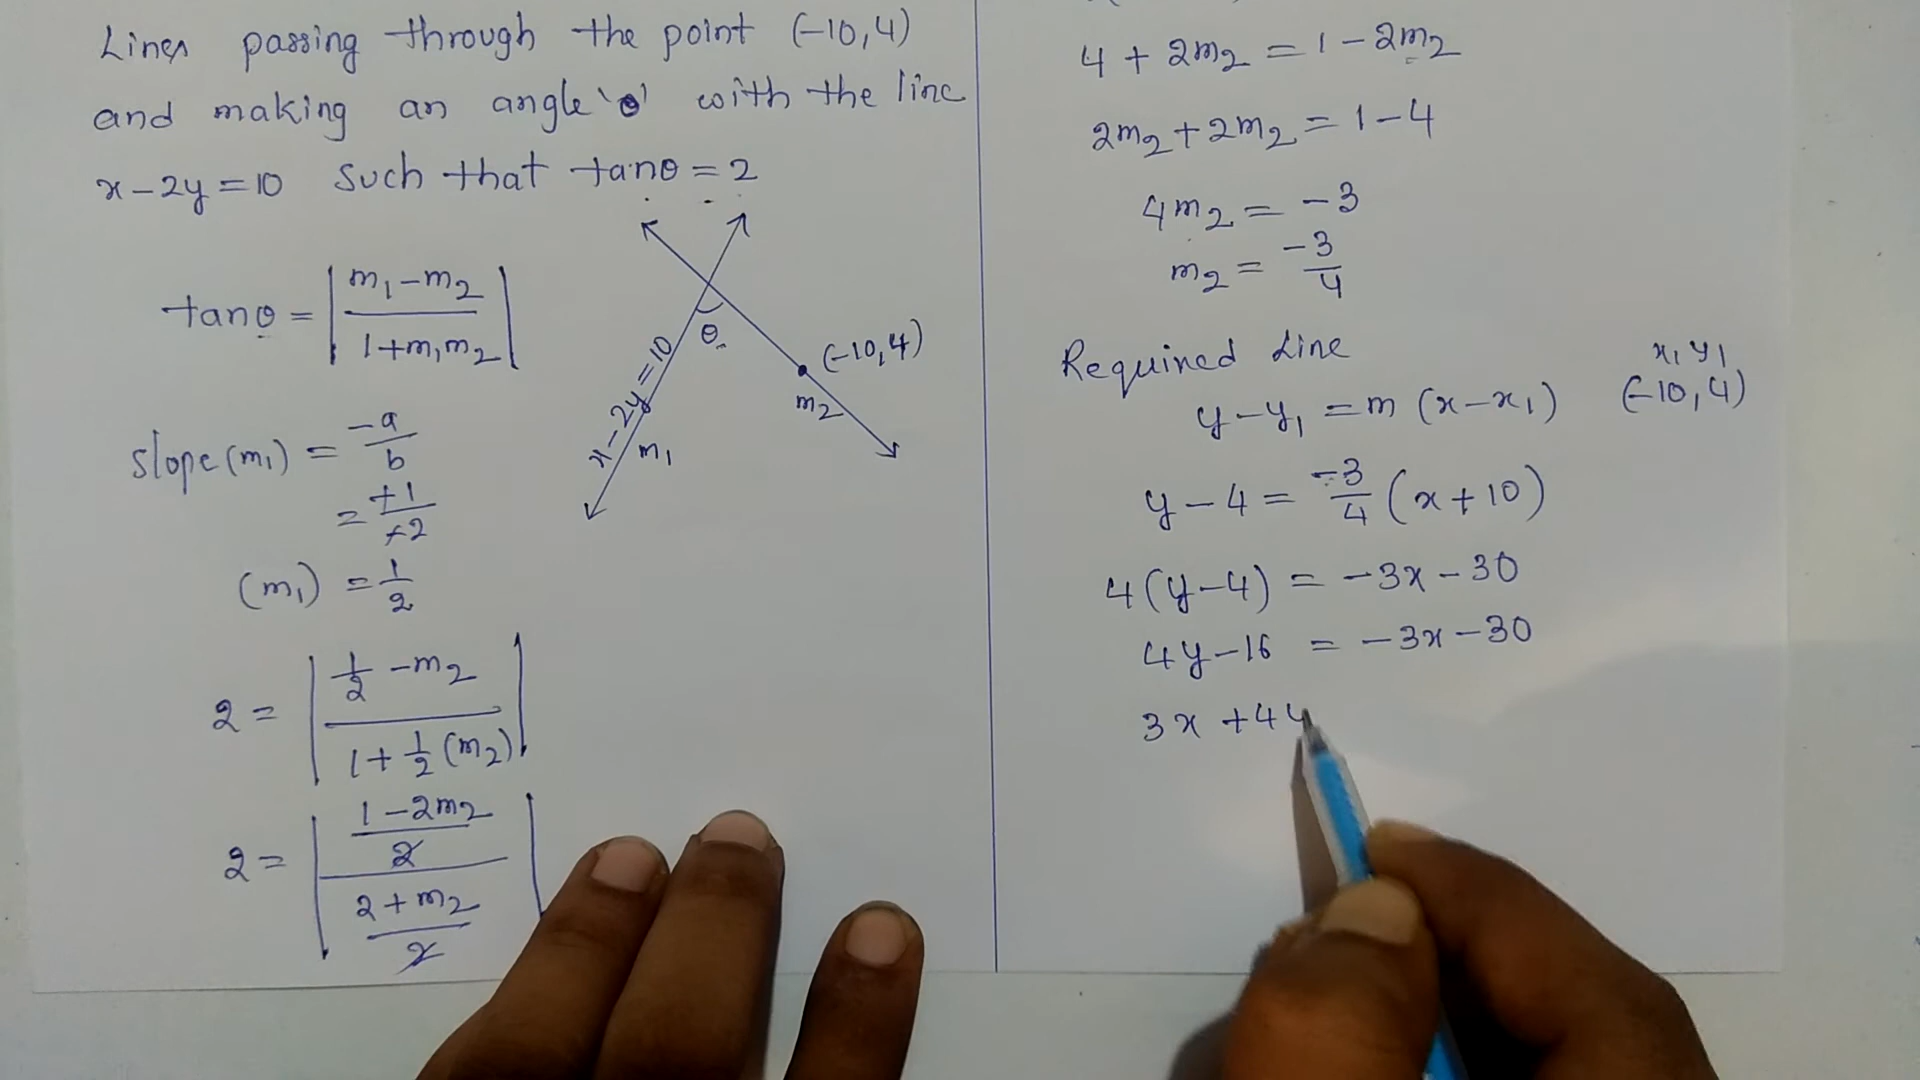 Lines passing through the point (-10,4)
and making an angle 'θ' with the line
x-2y=10 such that tanθ=2
tanθ = |(m₁-m₂)/(1+m₁m₂)|
slope(m₁) = -a/b
= +1/+2
(m₁) = 1/2
2 = |(1/2 - m₂)/(1 + 1/2 (m₂))|
2 = |((1-2m₂)/2)/((2+m₂)/2)|
θ
x-2y=10
m₁
(-10,4)
m₂
4+2m₂ = 1-2m₂
2m₂+2m₂ = 1-4
4m₂ = -3
m₂ = -3/4
Required Line
x₁ y₁
y-y₁ = m (x-x₁) (-10,4)
y-4 = -3/4 (x+10)
4(y-4) = -3x-30
4y-16 = -3x-30
3x+4y